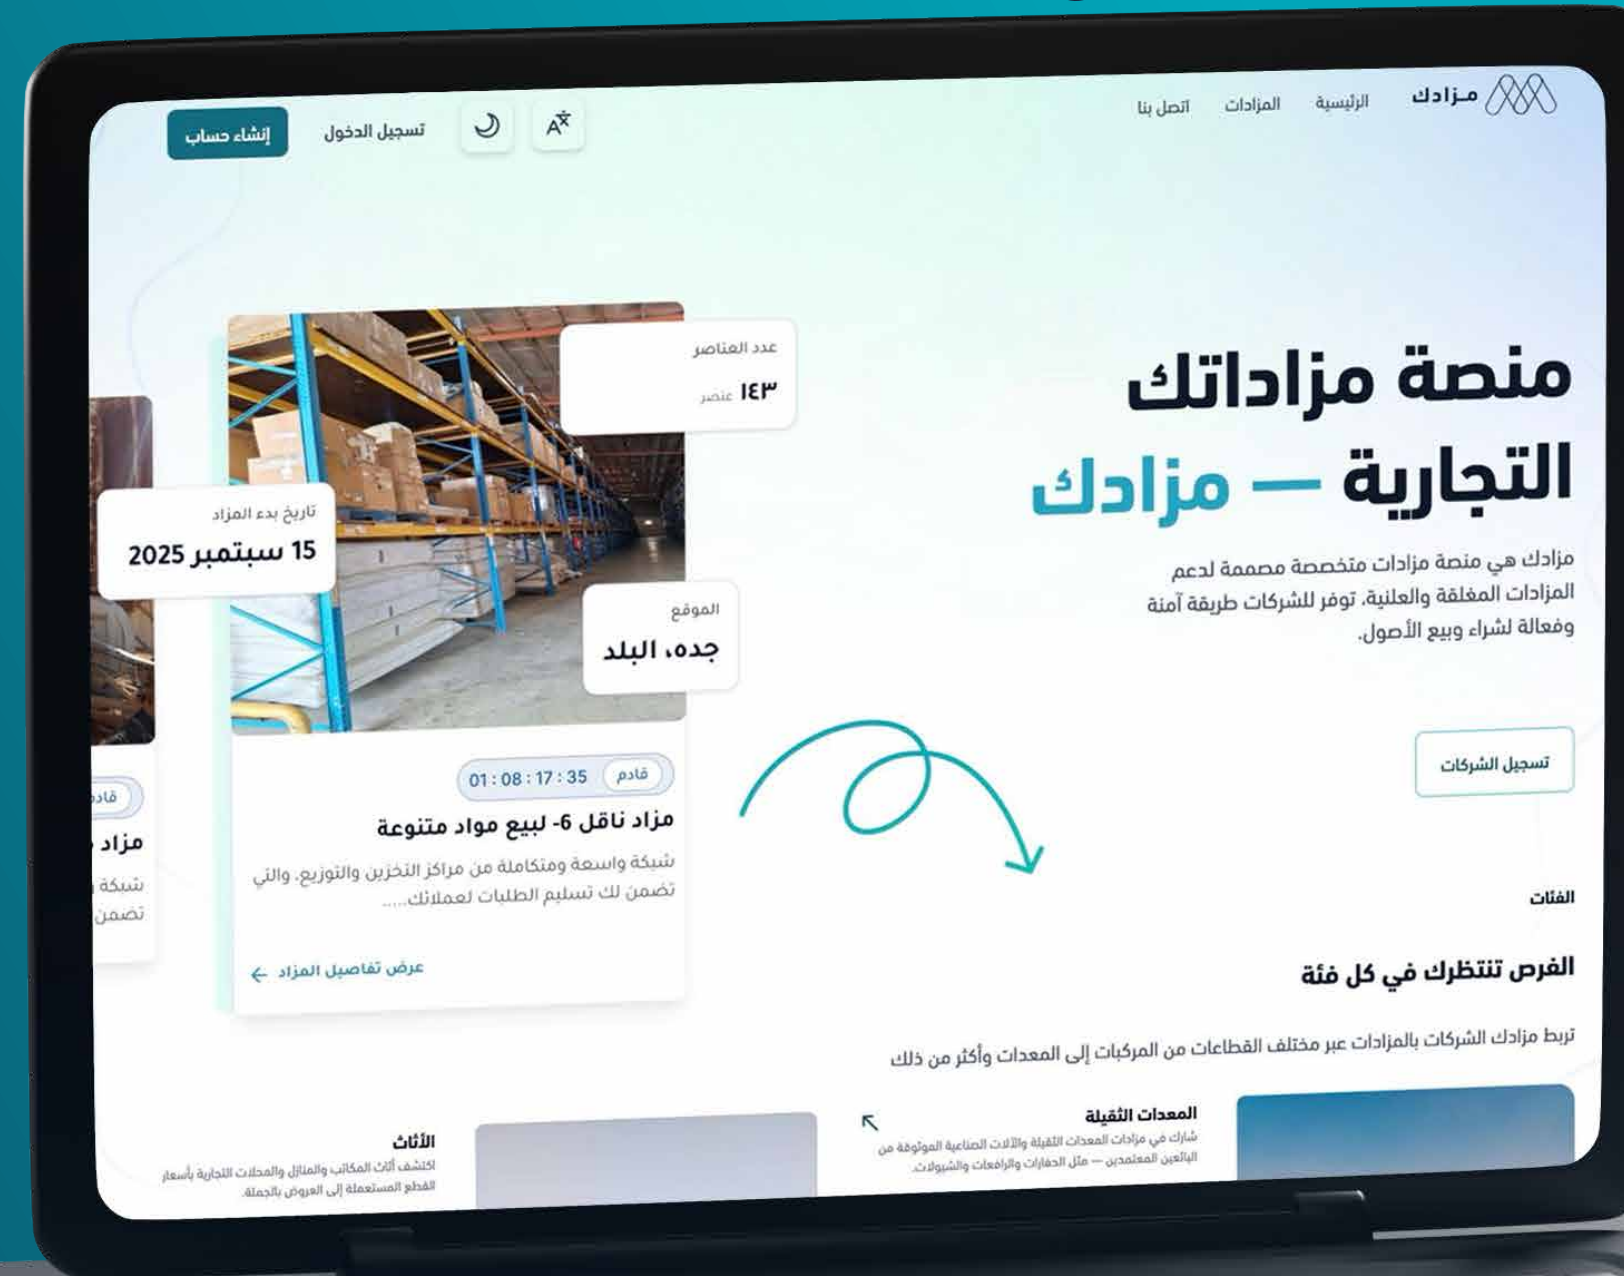 مزادك
الرئيسية
المزادات
اتصل بنا
تسجيل الدخول
إنشاء حساب
منصة مزاداتك
التجارية — مزادك
مزادك هي منصة مزادات متخصصة مصممة لدعم
المزادات المغلقة والعلنية، توفر للشركات طريقة آمنة
وفعالة لشراء وبيع الأصول.
تسجيل الشركات
عدد العناصر
١٤٣ عنصر
تاريخ بدء المزاد
15 سبتمبر 2025
الموقع
جده، البلد
قادم
01 : 08 : 17 : 35
مزاد ناقل 6- لبيع مواد متنوعة
شبكة واسعة ومتكاملة من مراكز التخزين والتوزيع، والتي
تضمن لك تسليم الطلبات لعملائك.....
عرض تفاصيل المزاد
مزاد
شبكة
تضمن
الفئات
الفرص تنتظرك في كل فئة
تربط مزادك الشركات بالمزادات عبر مختلف القطاعات من المركبات إلى المعدات وأكثر من ذلك
المعدات الثقيلة
شارك في مزادات المعدات الثقيلة والآلات الصناعية الموثوقة من
البائعين المعتمدين — مثل الحفارات والرافعات والشيولات.
الأثاث
اكتشف أثاث المكاتب والمنازل والمحلات التجارية بأسعار
القطع المستعملة إلى العروض بالجملة.